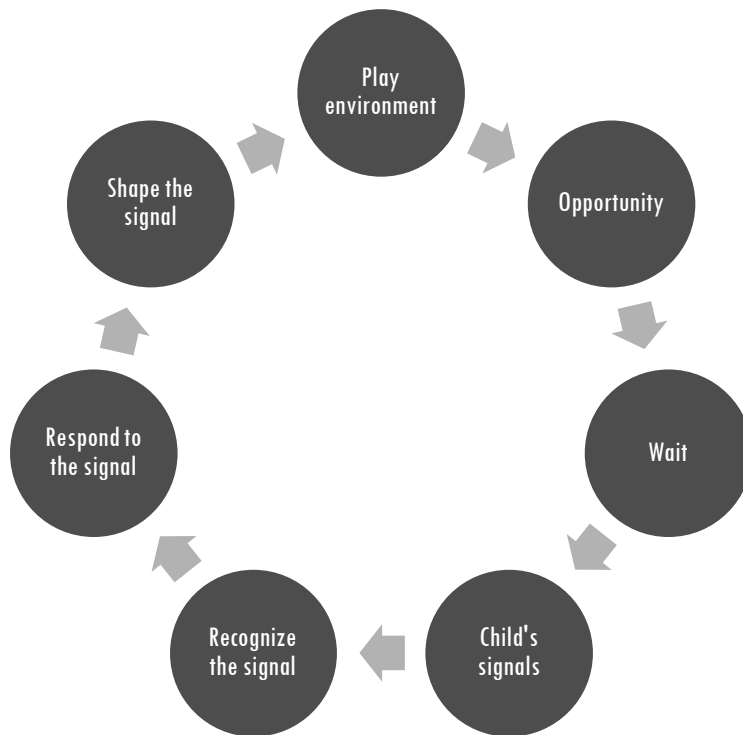 Play
environment
Opportunity
Wait
Child's
signals
Recognize
the signal
Respond to
the signal
Shape the
signal